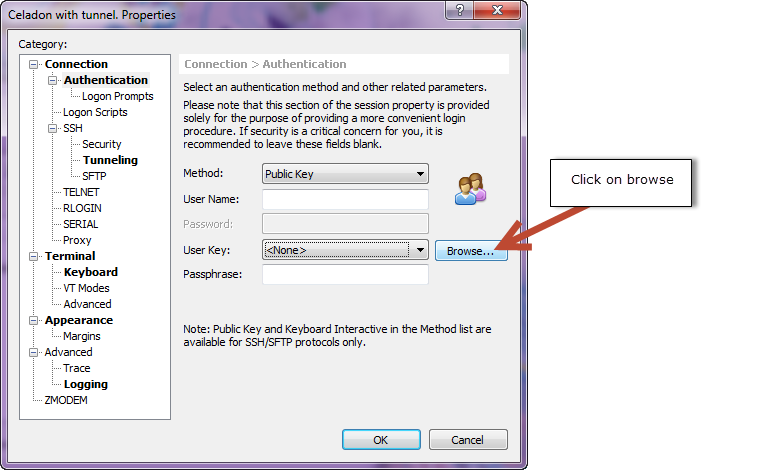 Celadon with tunnel. Properties
?
Category:
Connection
Authentication
Logon Prompts
Logon Scripts
SSH
Security
Tunneling
SFTP
TELNET
RLOGIN
SERIAL
Proxy
Terminal
Keyboard
VT Modes
Advanced
Appearance
Margins
Advanced
Trace
Logging
ZMODEM
Connection > Authentication
Select an authentication method and other related parameters.
Please note that this section of the session property is provided
solely for the purpose of providing a more convenient login
procedure. If security is a critical concern for you, it is
recommended to leave these fields blank.
Method: Public Key
User Name:
Password:
User Key: <None> Browse...
Passphrase:
Note: Public Key and Keyboard Interactive in the Method list are
available for SSH/SFTP protocols only.
OK Cancel
Click on browse